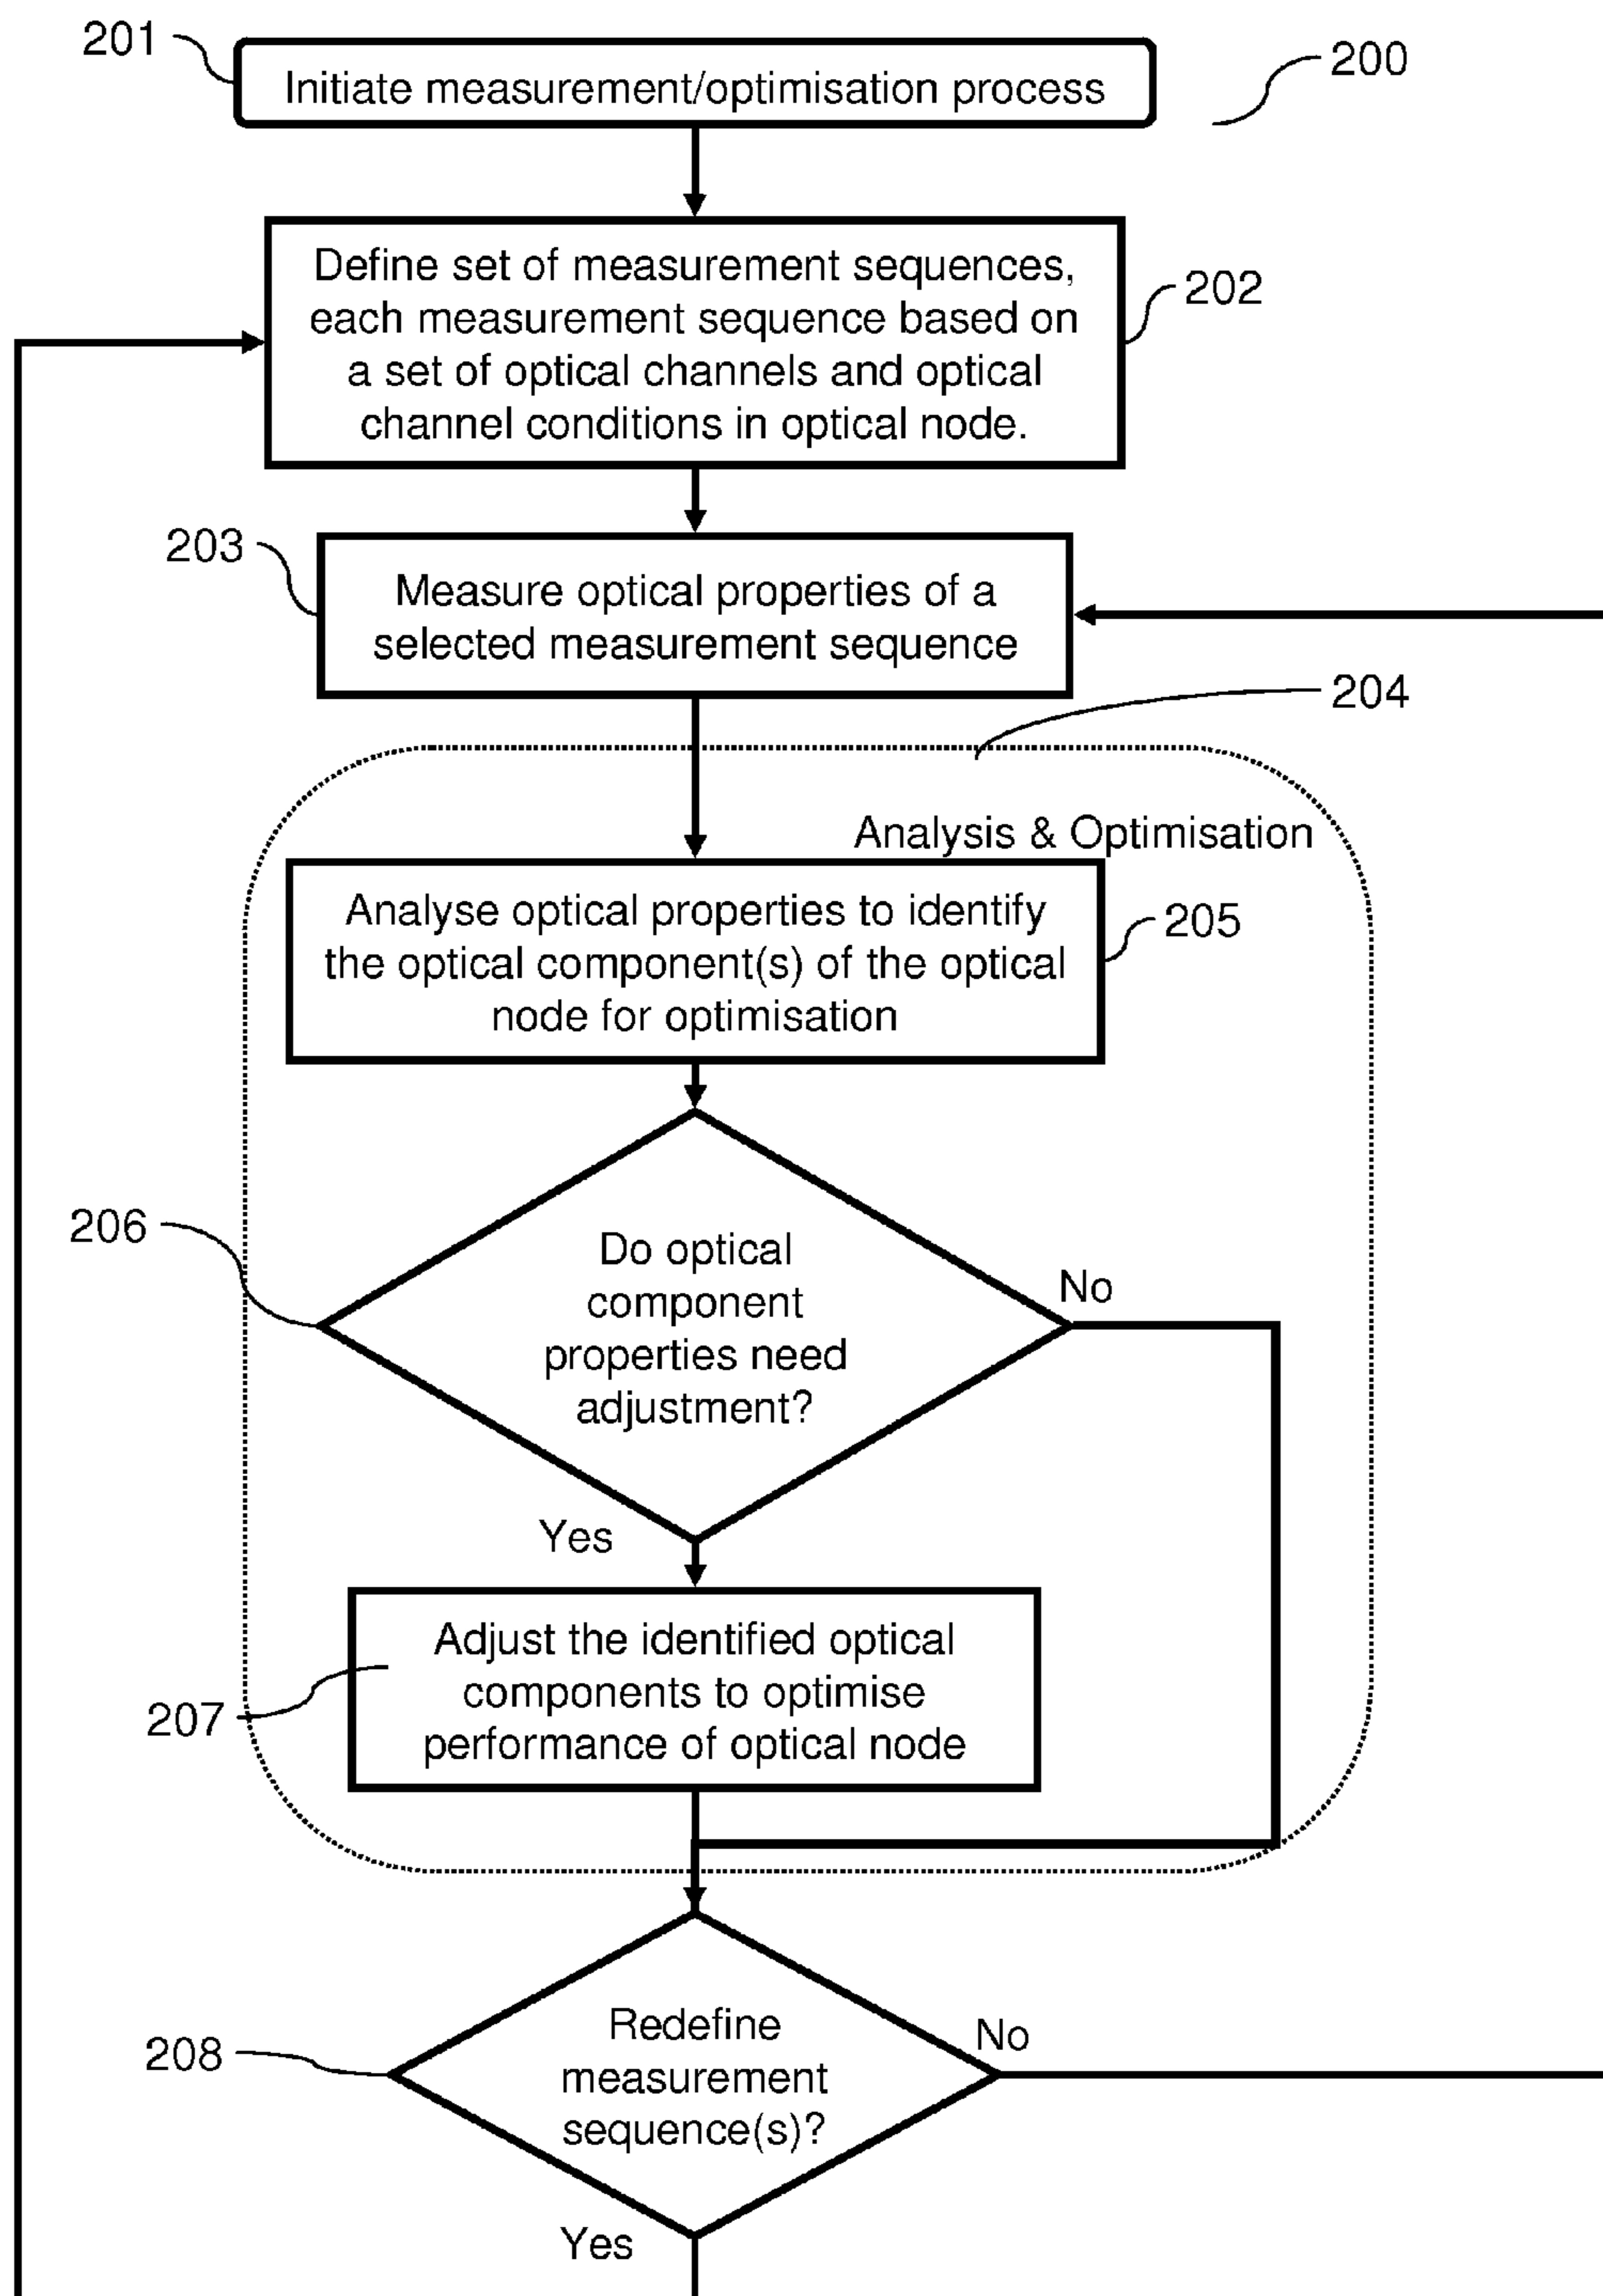 201
Initiate measurement/optimisation process
200
Define set of measurement sequences,
each measurement sequence based on
a set of optical channels and optical
channel conditions in optical node.
202
203
Measure optical properties of a
selected measurement sequence
204
Analysis & Optimisation
Analyse optical properties to identify
the optical component(s) of the optical
node for optimisation
205
206
Do optical
component
properties need
adjustment?
No
Yes
Adjust the identified optical
components to optimise
performance of optical node
207
208
Redefine
measurement
sequence(s)?
No
Yes